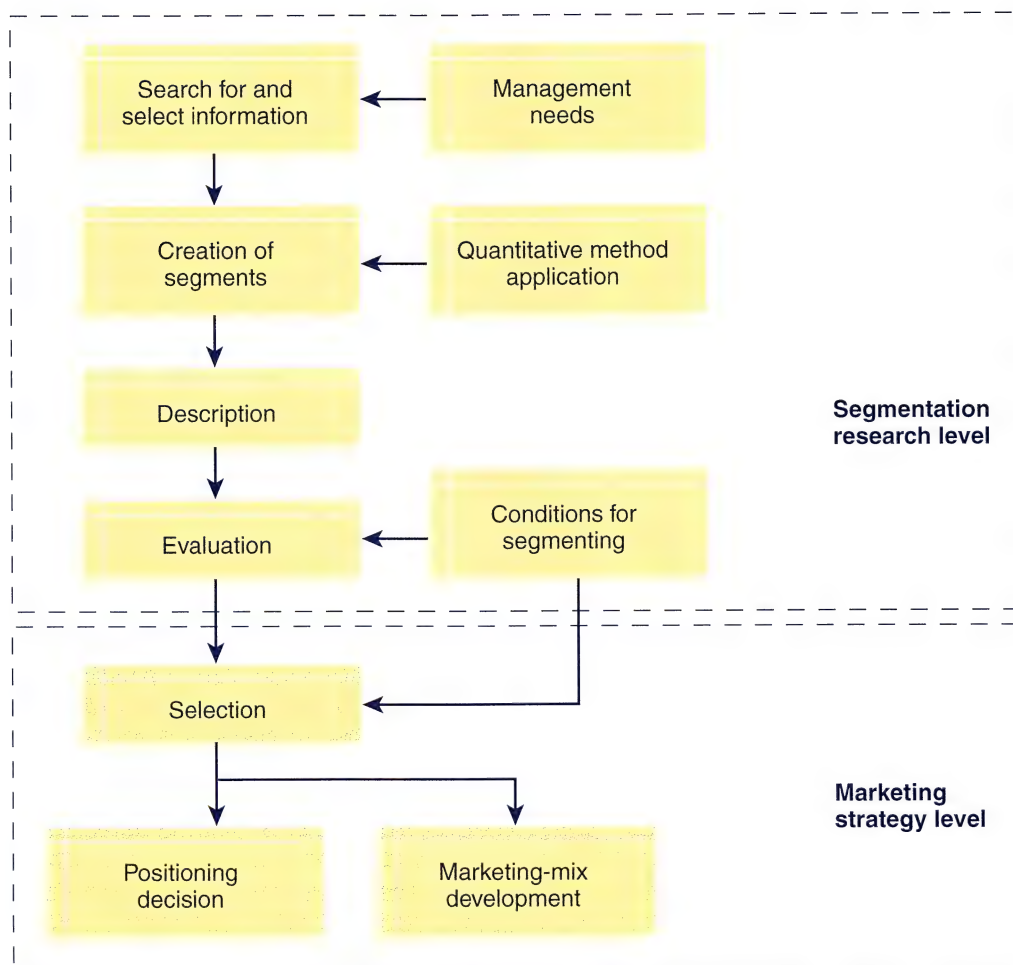 Search for and
select information
Management
needs
Creation of
segments
Quantitative method
application
Description
Segmentation
research level
Evaluation
Conditions for
segmenting
Selection
Marketing
strategy level
Positioning
decision
Marketing-mix
development